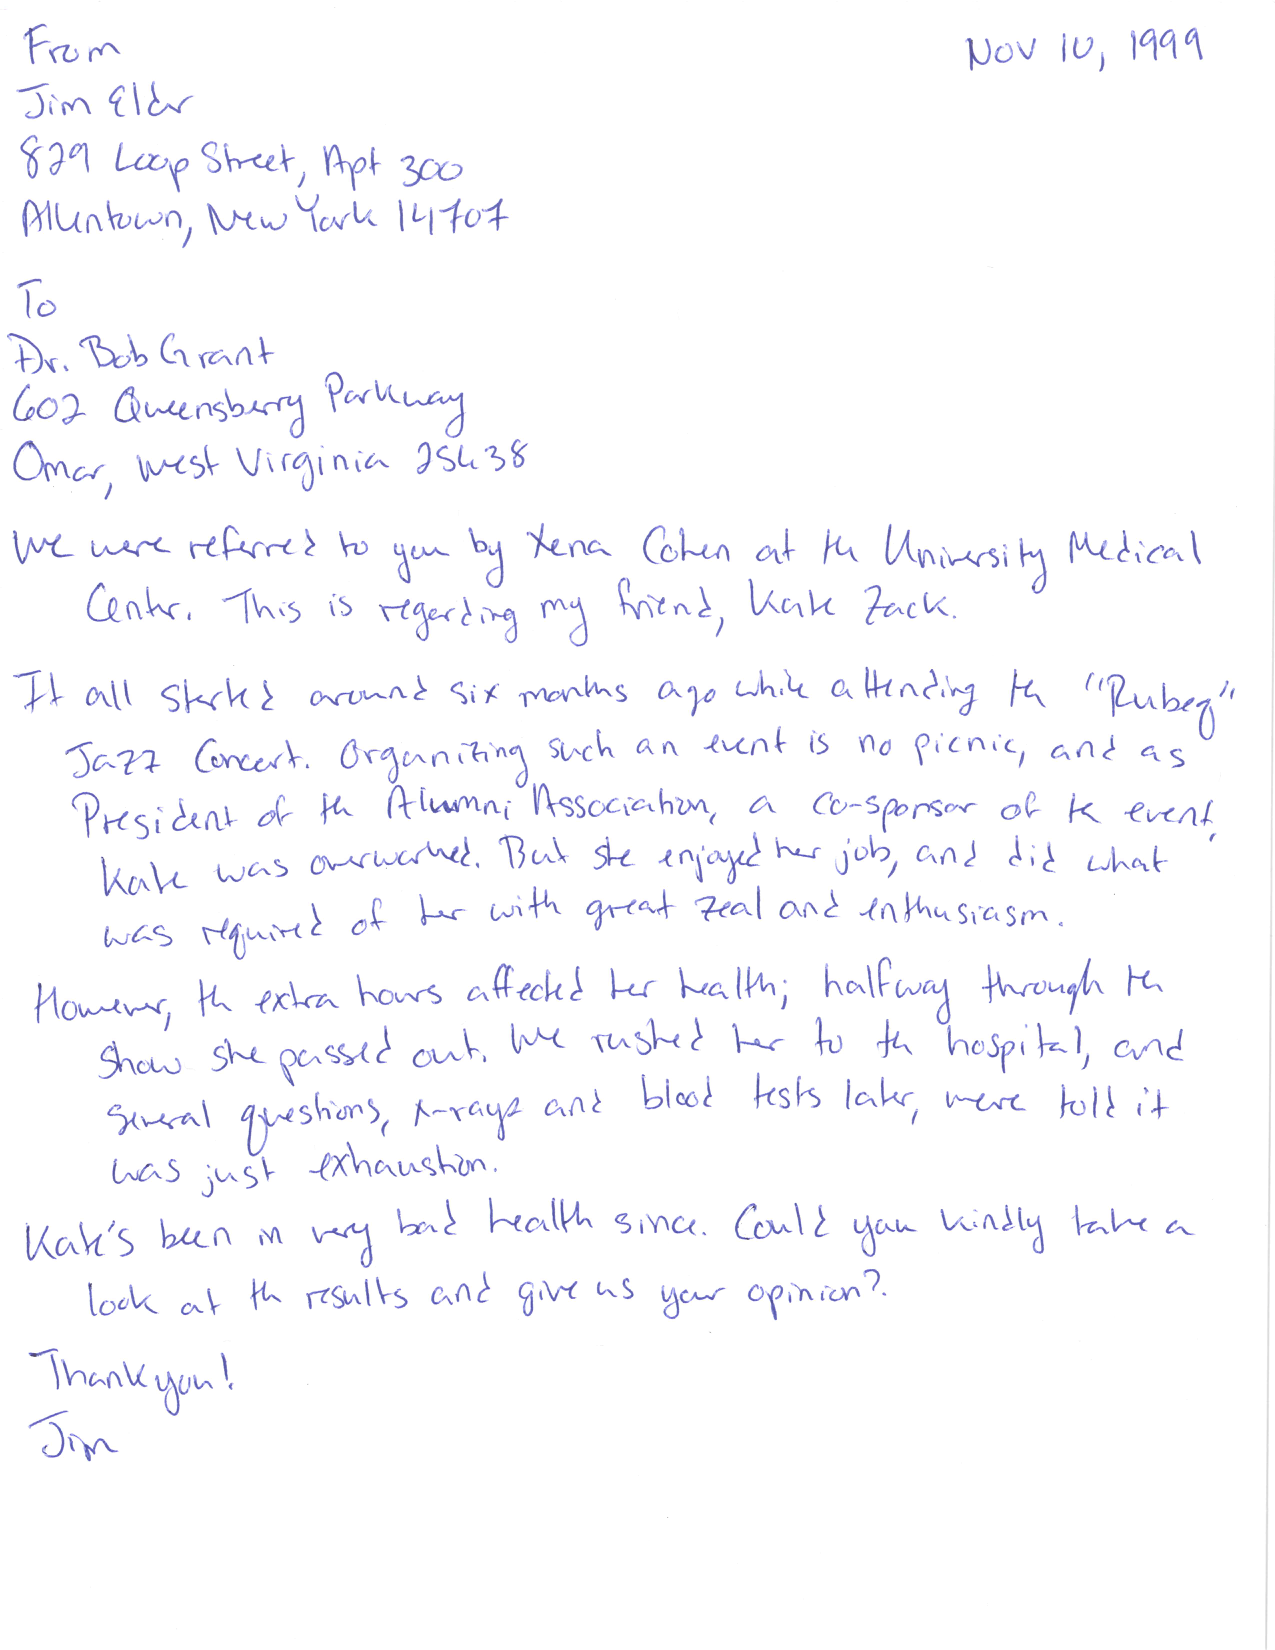 From
Nov 10, 1999
Jim Elder
829 Loop Street, Apt 300
Allentown, New York 14707
To
Dr. Bob Grant
602 Queensberry Parkway
Omar, West Virginia 25638
We were referred to you by Xena Cohen at the University Medical
Center. This is regarding my friend, Kate Zack.
It all started around six months ago while attending the "Rubeq"
Jazz Concert. Organizing such an event is no picnic, and as
President of the Alumni Association, a co-sponsor of the event,
Kate was overworked. But she enjoyed her job, and did what
was required of her with great zeal and enthusiasm.
However, the extra hours affected her health; halfway through the
show she passed out. We rushed her to the hospital, and
several questions, x-rays and blood tests later, were told it
was just exhaustion.
Kate's been in very bad health since. Could you kindly take a
look at the results and give us your opinion?
Thank you!
Jim